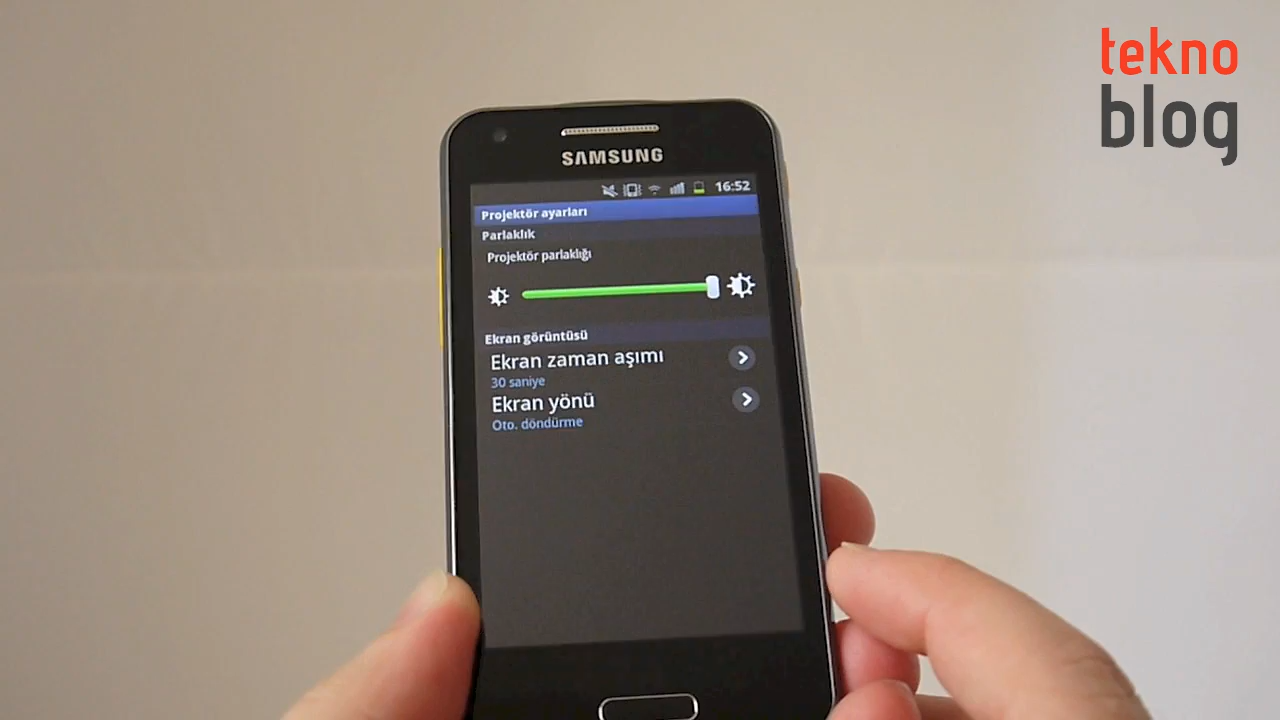 tekno
blog
SAMSUNG
16:52
Projektör ayarları
Parlaklık
Projektör parlaklığı
Ekran görüntüsü
Ekran zaman aşımı
30 saniye
Ekran yönü
Oto. döndürme